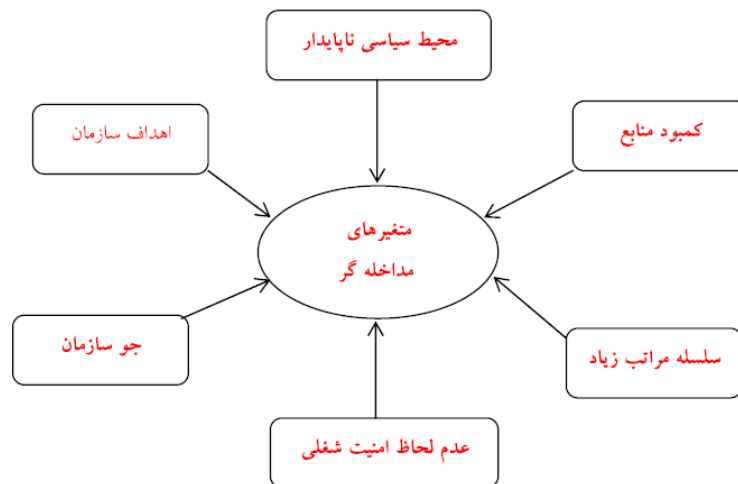 محیط سیاسی ناپایدار
کمبود منابع
اهداف سازمان
متغیرهای
مداخله گر
جو سازمان
سلسله مراتب زیاد
عدم لحاظ امنیت شغلی